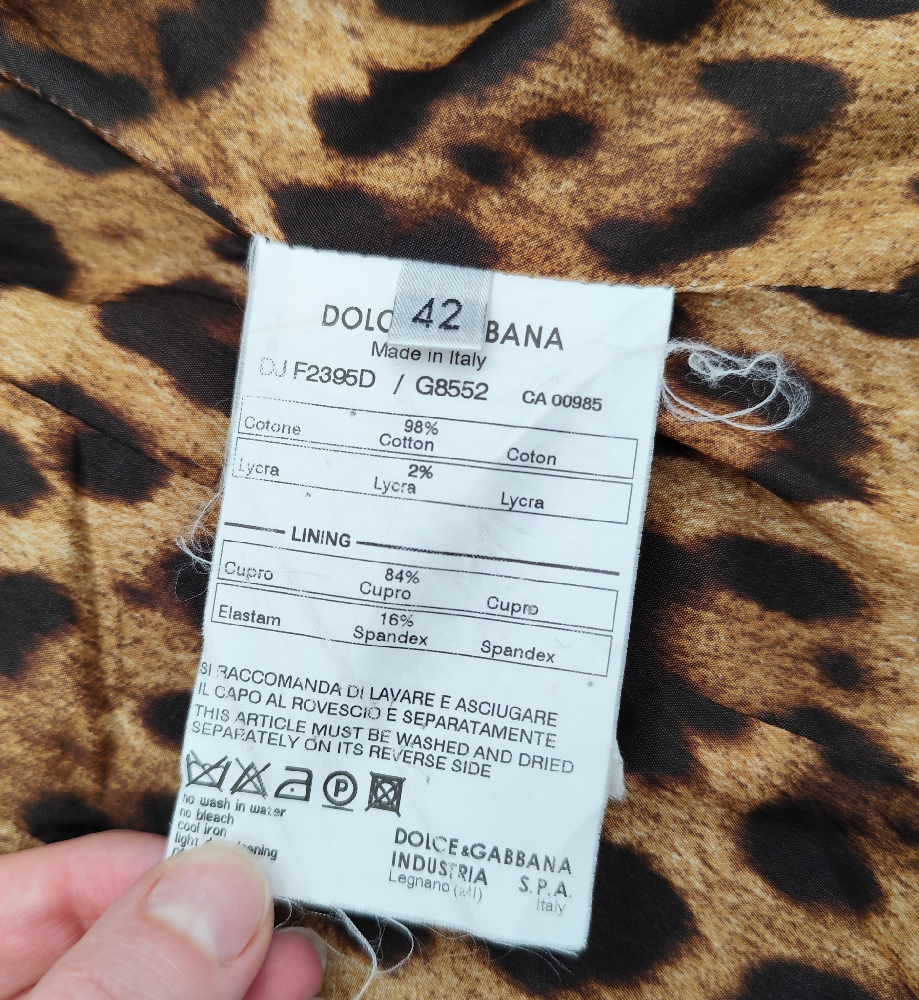 42
DOLC BANA
Made in Italy
DJ F2395D / G8552 CA 00985
98%
Cotone Cotton Coton
2%
Lycra Lycra Lycra
LINING
84%
Cupro Cupro Cupro
16%
Elastam Spandex Spandex
SI RACCOMANDA DI LAVARE E ASCIUGARE
IL CAPO AL ROVESCIO E SEPARATAMENTE
THIS ARTICLE MUST BE WASHED AND DRIED
SEPARATELY ON ITS REVERSE SIDE
P
no wash in water
no bleach
cool iron
light
DOLCE&GABBANA
INDUSTRIA S.P.A.
Legnano (MI) Italy